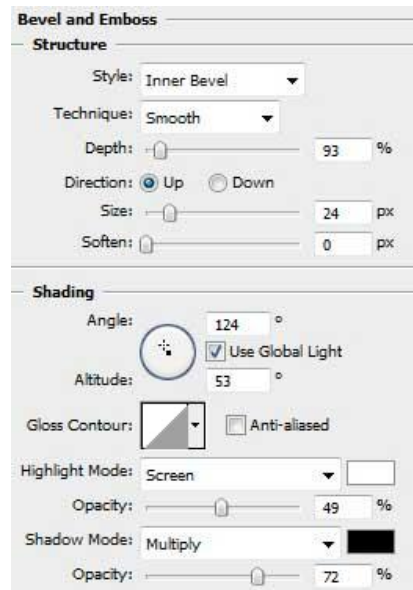 Bevel and Emboss
Structure
Style: Inner Bevel
Technique: Smooth
Depth: 93 %
Direction: Up Down
Size: 24 px
Soften: 0 px
Shading
Angle: 124 °
Use Global Light
Altitude: 53 °
Gloss Contour: Anti-aliased
Highlight Mode: Screen
Opacity: 49 %
Shadow Mode: Multiply
Opacity: 72 %